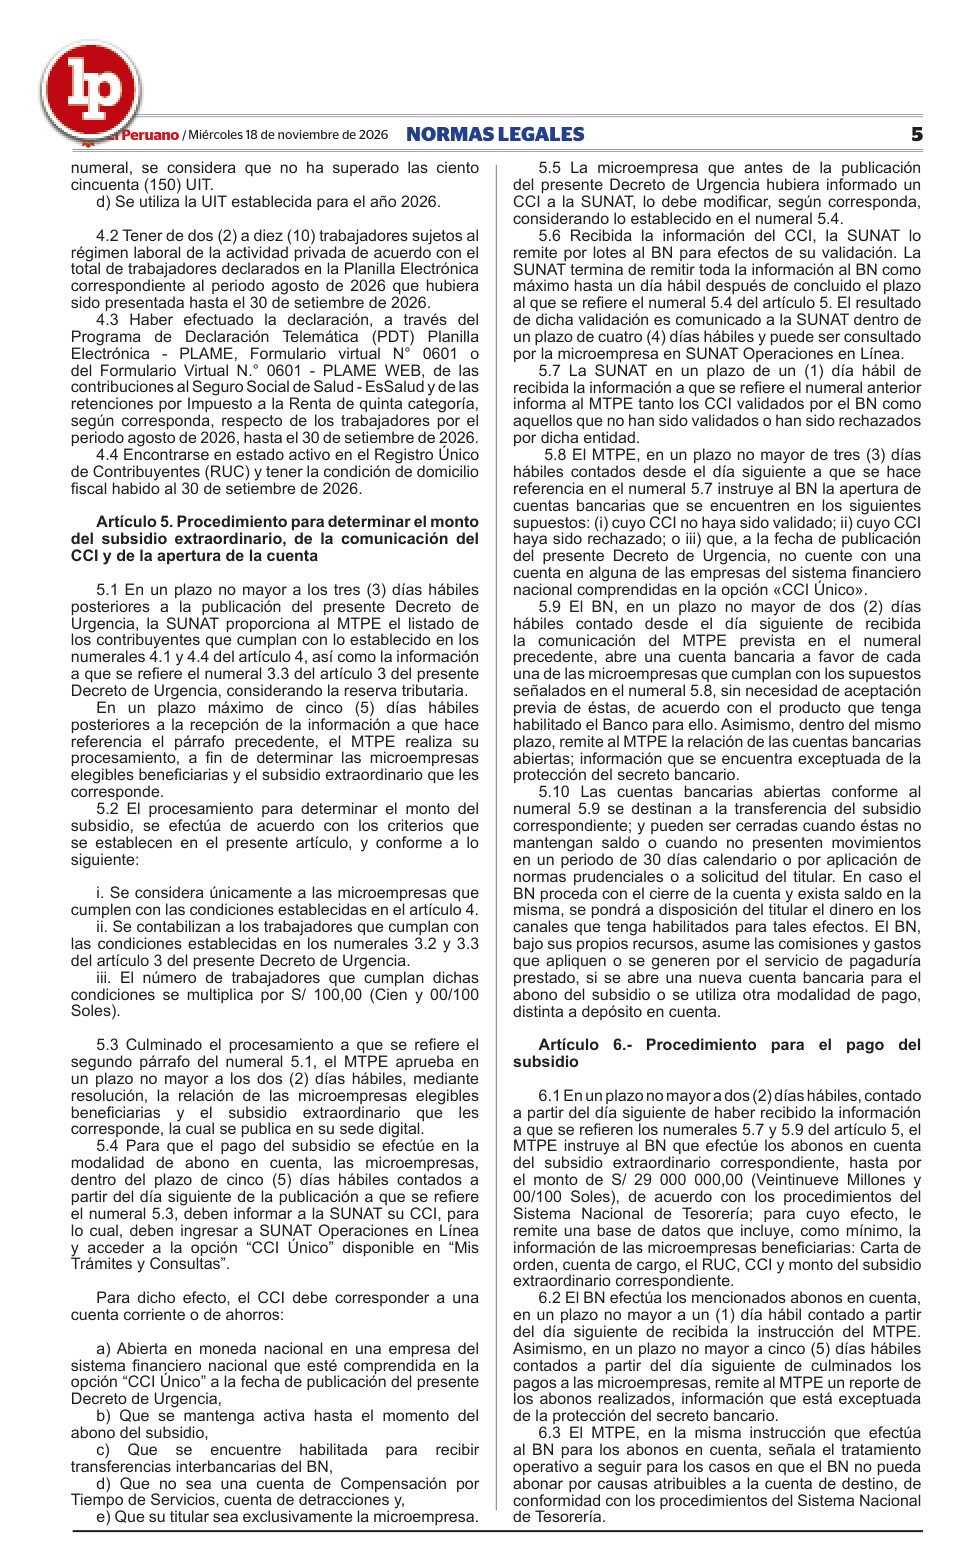 lp
El Peruano / Miércoles 18 de noviembre de 2026
NORMAS LEGALES
5
numeral, se considera que no ha superado las ciento
cincuenta (150) UIT.
d) Se utiliza la UIT establecida para el año 2026.
4.2 Tener de dos (2) a diez (10) trabajadores sujetos al
régimen laboral de la actividad privada de acuerdo con el
total de trabajadores declarados en la Planilla Electrónica
correspondiente al periodo agosto de 2026 que hubiera
sido presentada hasta el 30 de setiembre de 2026.
4.3 Haber efectuado la declaración, a través del
Programa de Declaración Telemática (PDT) Planilla
Electrónica - PLAME, Formulario virtual N° 0601 o
del Formulario Virtual N.° 0601 - PLAME WEB, de las
contribuciones al Seguro Social de Salud - EsSalud y de las
retenciones por Impuesto a la Renta de quinta categoría,
según corresponda, respecto de los trabajadores por el
periodo agosto de 2026, hasta el 30 de setiembre de 2026.
4.4 Encontrarse en estado activo en el Registro Único
de Contribuyentes (RUC) y tener la condición de domicilio
fiscal habido al 30 de setiembre de 2026.
Artículo 5. Procedimiento para determinar el monto
del subsidio extraordinario, de la comunicación del
CCI y de la apertura de la cuenta
5.1 En un plazo no mayor a los tres (3) días hábiles
posteriores a la publicación del presente Decreto de
Urgencia, la SUNAT proporciona al MTPE el listado de
los contribuyentes que cumplan con lo establecido en los
numerales 4.1 y 4.4 del artículo 4, así como la información
a que se refiere el numeral 3.3 del artículo 3 del presente
Decreto de Urgencia, considerando la reserva tributaria.
En un plazo máximo de cinco (5) días hábiles
posteriores a la recepción de la información a que hace
referencia el párrafo precedente, el MTPE realiza su
procesamiento, a fin de determinar las microempresas
elegibles beneficiarias y el subsidio extraordinario que les
corresponde.
5.2 El procesamiento para determinar el monto del
subsidio, se efectúa de acuerdo con los criterios que
se establecen en el presente artículo, y conforme a lo
siguiente:
i. Se considera únicamente a las microempresas que
cumplen con las condiciones establecidas en el artículo 4.
ii. Se contabilizan a los trabajadores que cumplan con
las condiciones establecidas en los numerales 3.2 y 3.3
del artículo 3 del presente Decreto de Urgencia.
iii. El número de trabajadores que cumplan dichas
condiciones se multiplica por S/ 100,00 (Cien y 00/100
Soles).
5.3 Culminado el procesamiento a que se refiere el
segundo párrafo del numeral 5.1, el MTPE aprueba en
un plazo no mayor a los dos (2) días hábiles, mediante
resolución, la relación de las microempresas elegibles
beneficiarias y el subsidio extraordinario que les
corresponde, la cual se publica en su sede digital.
5.4 Para que el pago del subsidio se efectúe en la
modalidad de abono en cuenta, las microempresas,
dentro del plazo de cinco (5) días hábiles contados a
partir del día siguiente de la publicación a que se refiere
el numeral 5.3, deben informar a la SUNAT su CCI, para
lo cual, deben ingresar a SUNAT Operaciones en Línea
y acceder a la opción “CCI Único” disponible en “Mis
Trámites y Consultas”.
Para dicho efecto, el CCI debe corresponder a una
cuenta corriente o de ahorros:
a) Abierta en moneda nacional en una empresa del
sistema financiero nacional que esté comprendida en la
opción “CCI Único” a la fecha de publicación del presente
Decreto de Urgencia,
b) Que se mantenga activa hasta el momento del
abono del subsidio,
c) Que se encuentre habilitada para recibir
transferencias interbancarias del BN,
d) Que no sea una cuenta de Compensación por
Tiempo de Servicios, cuenta de detracciones y,
e) Que su titular sea exclusivamente la microempresa.
5.5 La microempresa que antes de la publicación
del presente Decreto de Urgencia hubiera informado un
CCI a la SUNAT, lo debe modificar, según corresponda,
considerando lo establecido en el numeral 5.4.
5.6 Recibida la información del CCI, la SUNAT lo
remite por lotes al BN para efectos de su validación. La
SUNAT termina de remitir toda la información al BN como
máximo hasta un día hábil después de concluido el plazo
al que se refiere el numeral 5.4 del artículo 5. El resultado
de dicha validación es comunicado a la SUNAT dentro de
un plazo de cuatro (4) días hábiles y puede ser consultado
por la microempresa en SUNAT Operaciones en Línea.
5.7 La SUNAT en un plazo de un (1) día hábil de
recibida la información a que se refiere el numeral anterior
informa al MTPE tanto los CCI validados por el BN como
aquellos que no han sido validados o han sido rechazados
por dicha entidad.
5.8 El MTPE, en un plazo no mayor de tres (3) días
hábiles contados desde el día siguiente a que se hace
referencia en el numeral 5.7 instruye al BN la apertura de
cuentas bancarias que se encuentren en los siguientes
supuestos: (i) cuyo CCI no haya sido validado; ii) cuyo CCI
haya sido rechazado; o iii) que, a la fecha de publicación
del presente Decreto de Urgencia, no cuente con una
cuenta en alguna de las empresas del sistema financiero
nacional comprendidas en la opción «CCI Único».
5.9 El BN, en un plazo no mayor de dos (2) días
hábiles contado desde el día siguiente de recibida
la comunicación del MTPE prevista en el numeral
precedente, abre una cuenta bancaria a favor de cada
una de las microempresas que cumplan con los supuestos
señalados en el numeral 5.8, sin necesidad de aceptación
previa de éstas, de acuerdo con el producto que tenga
habilitado el Banco para ello. Asimismo, dentro del mismo
plazo, remite al MTPE la relación de las cuentas bancarias
abiertas; información que se encuentra exceptuada de la
protección del secreto bancario.
5.10 Las cuentas bancarias abiertas conforme al
numeral 5.9 se destinan a la transferencia del subsidio
correspondiente; y pueden ser cerradas cuando éstas no
mantengan saldo o cuando no presenten movimientos
en un periodo de 30 días calendario o por aplicación de
normas prudenciales o a solicitud del titular. En caso el
BN proceda con el cierre de la cuenta y exista saldo en la
misma, se pondrá a disposición del titular el dinero en los
canales que tenga habilitados para tales efectos. El BN,
bajo sus propios recursos, asume las comisiones y gastos
que apliquen o se generen por el servicio de pagaduría
prestado, si se abre una nueva cuenta bancaria para el
abono del subsidio o se utiliza otra modalidad de pago,
distinta a depósito en cuenta.
Artículo 6.- Procedimiento para el pago del
subsidio
6.1 En un plazo no mayor a dos (2) días hábiles, contado
a partir del día siguiente de haber recibido la información
a que se refieren los numerales 5.7 y 5.9 del artículo 5, el
MTPE instruye al BN que efectúe los abonos en cuenta
del subsidio extraordinario correspondiente, hasta por
el monto de S/ 29 000 000,00 (Veintinueve Millones y
00/100 Soles), de acuerdo con los procedimientos del
Sistema Nacional de Tesorería; para cuyo efecto, le
remite una base de datos que incluye, como mínimo, la
información de las microempresas beneficiarias: Carta de
orden, cuenta de cargo, el RUC, CCI y monto del subsidio
extraordinario correspondiente.
6.2 El BN efectúa los mencionados abonos en cuenta,
en un plazo no mayor a un (1) día hábil contado a partir
del día siguiente de recibida la instrucción del MTPE.
Asimismo, en un plazo no mayor a cinco (5) días hábiles
contados a partir del día siguiente de culminados los
pagos a las microempresas, remite al MTPE un reporte de
los abonos realizados, información que está exceptuada
de la protección del secreto bancario.
6.3 El MTPE, en la misma instrucción que efectúa
al BN para los abonos en cuenta, señala el tratamiento
operativo a seguir para los casos en que el BN no pueda
abonar por causas atribuibles a la cuenta de destino, de
conformidad con los procedimientos del Sistema Nacional
de Tesorería.